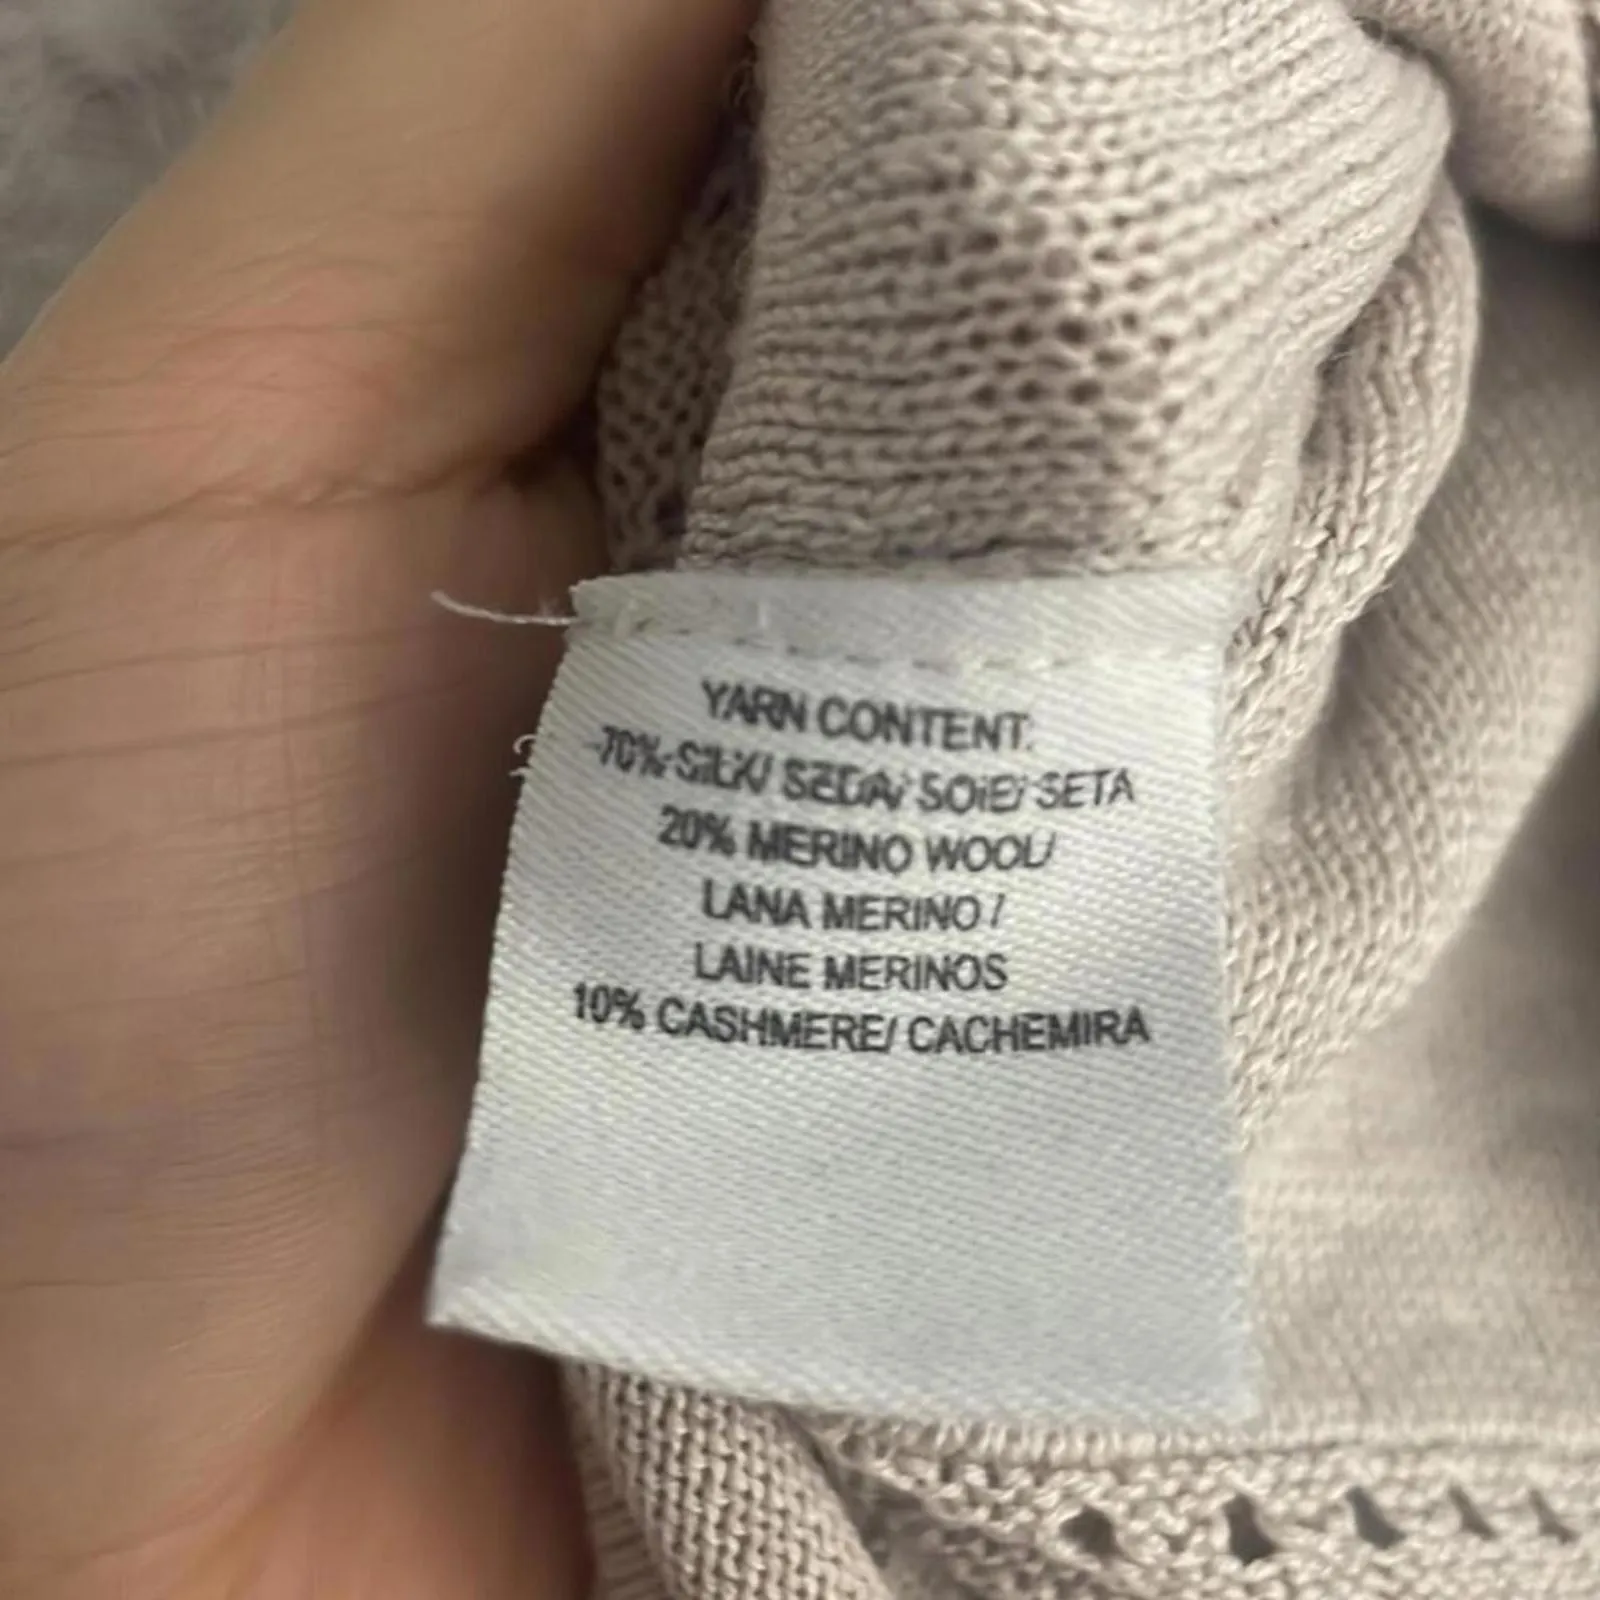 YARN CONTENT:
70% SILK/ SEDA/ SOIE/ SETA
20% MERINO WOOL/
LANA MERINO /
LAINE MERINOS
10% CASHMERE/ CACHEMIRA